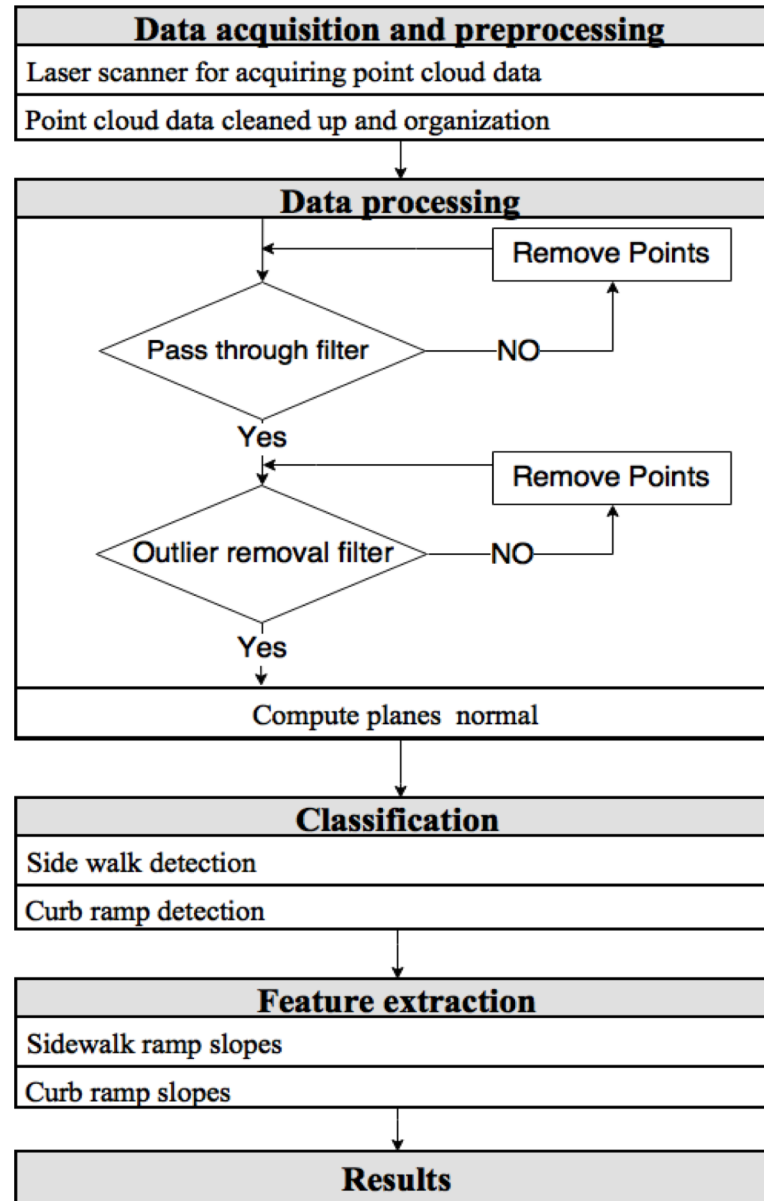 Data acquisition and preprocessing
Laser scanner for acquiring point cloud data
Point cloud data cleaned up and organization
Data processing
Remove Points
Pass through filter
NO
Yes
Remove Points
Outlier removal filter
NO
Yes
Compute planes normal
Classification
Side walk detection
Curb ramp detection
Feature extraction
Sidewalk ramp slopes
Curb ramp slopes
Results